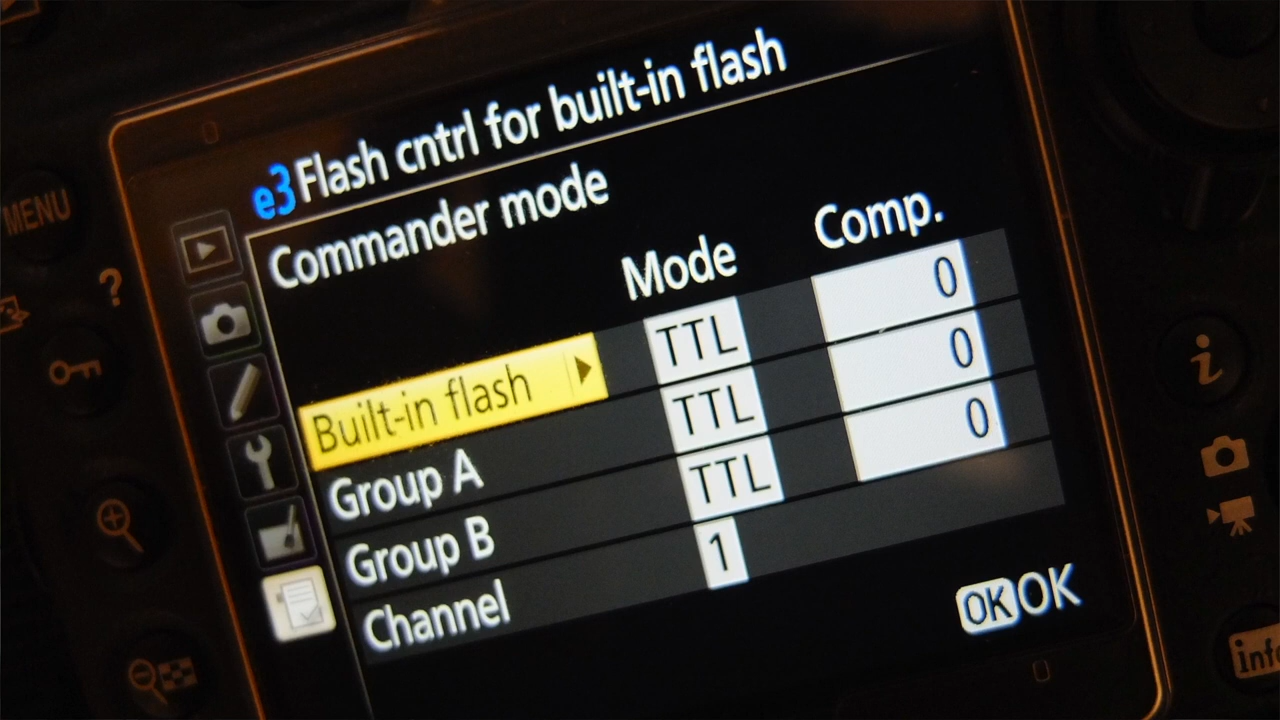 e3 Flash cntrl for built-in flash
Commander mode
Mode Comp.
Built-in flash TTL 0
Group A TTL 0
Group B TTL 0
Channel 1
OK OK
MENU
?
i
info